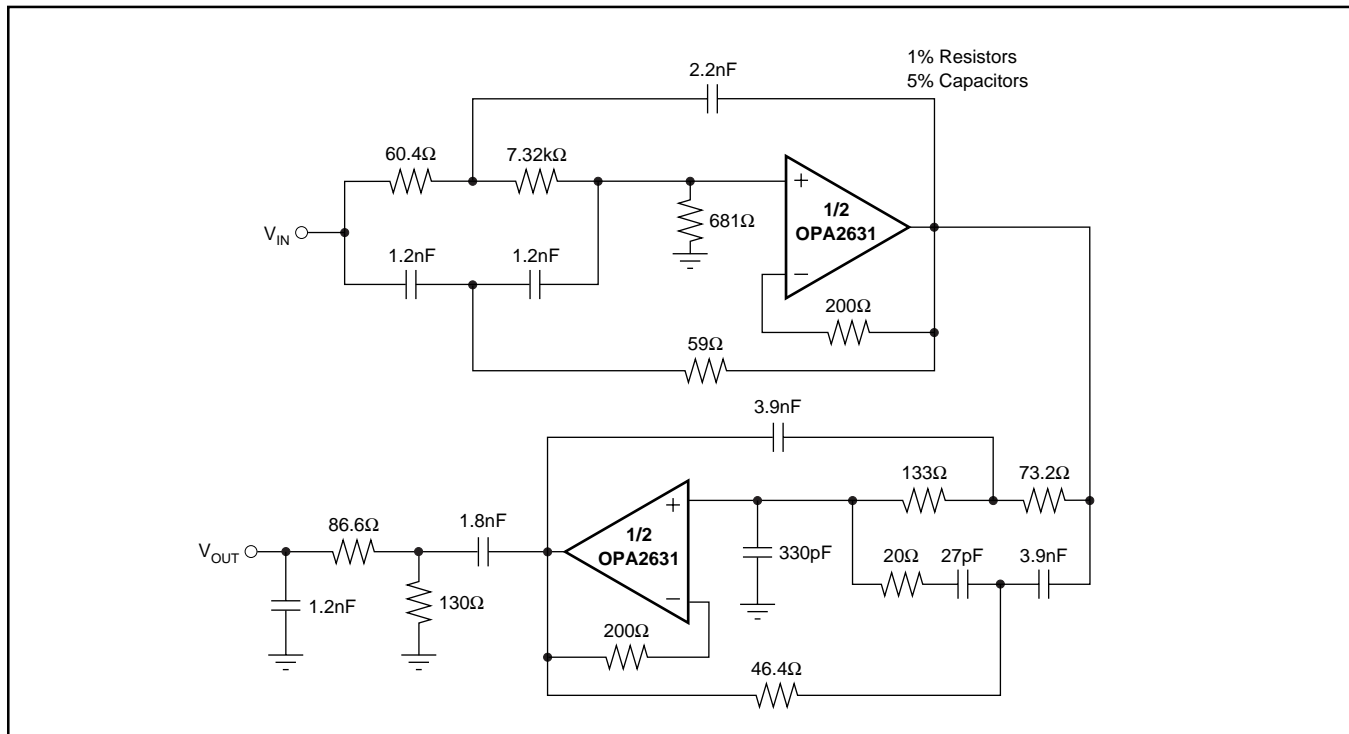 1% Resistors
5% Capacitors
2.2nF
60.4Ω
7.32kΩ
+
1/2
OPA2631
681Ω
VIN
1.2nF
1.2nF
−
200Ω
59Ω
3.9nF
133Ω
73.2Ω
+
1.8nF
86.6Ω
1/2
OPA2631
VOUT
330pF
20Ω
27pF
3.9nF
−
1.2nF
130Ω
200Ω
46.4Ω